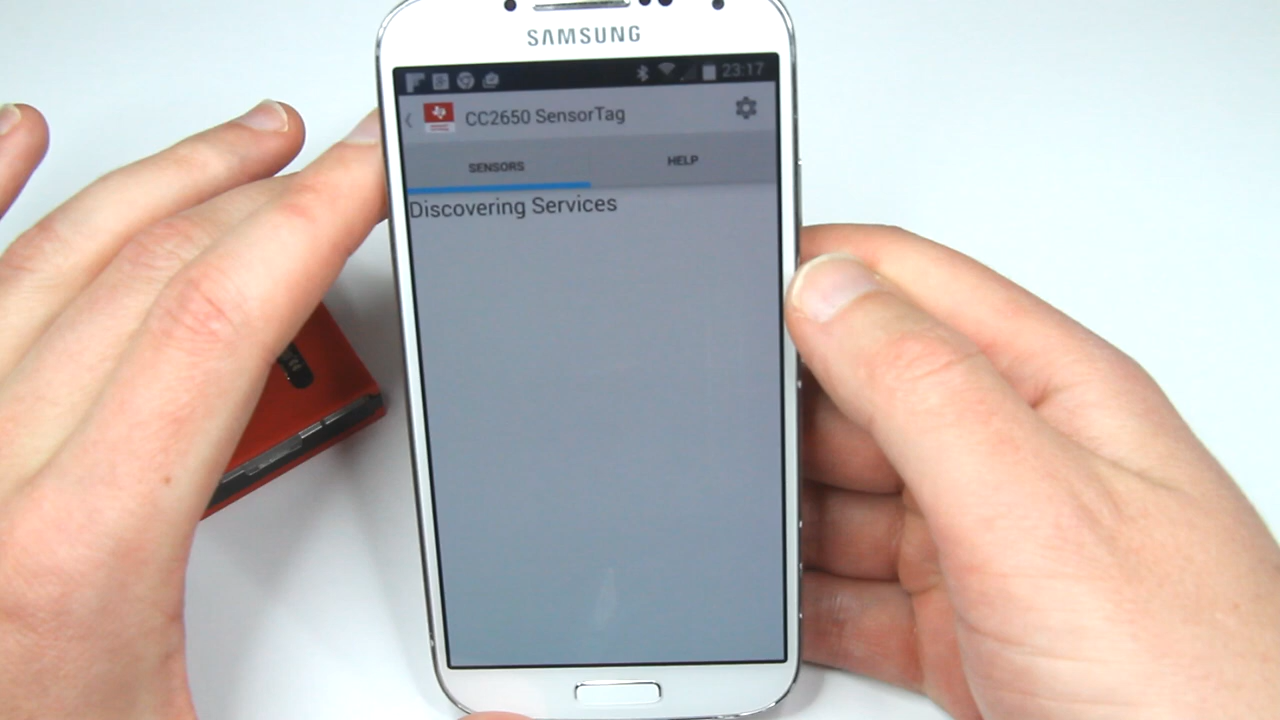 SAMSUNG
23:17
CC2650 SensorTag
SENSORS
HELP
Discovering Services